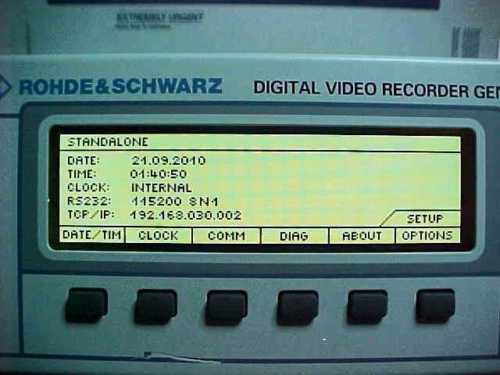 EXTREMELY URGENT
ROHDE&SCHWARZ
DIGITAL VIDEO RECORDER GEN
STANDALONE
DATE: 21.09.2010
TIME: 01:40:50
CLOCK: INTERNAL
RS232: 115200 8N1
TCP/IP: 192.168.030.002
SETUP
DATE/TIM CLOCK COMM DIAG ABOUT OPTIONS